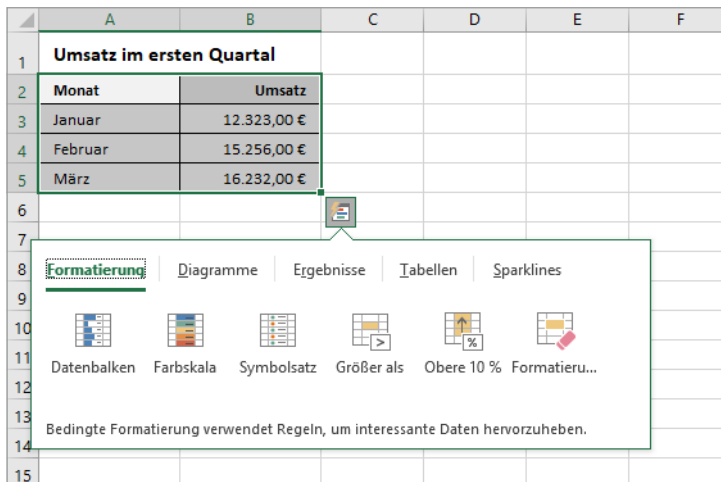 A B C D E F
1 Umsatz im ersten Quartal
2 Monat Umsatz
3 Januar 12.323,00 €
4 Februar 15.256,00 €
5 März 16.232,00 €
6
7
8 Formatierung Diagramme Ergebnisse Tabellen Sparklines
9
10
11 Datenbalken Farbskala Symbolsatz Größer als Obere 10 % Formatieru...
12
13 Bedingte Formatierung verwendet Regeln, um interessante Daten hervorzuheben.
14
15